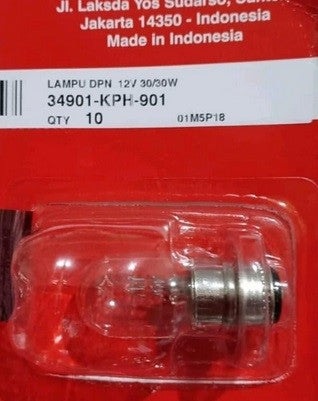 Jl. Laksda Yos Sudarso,
Jakarta 14350 - Indonesia
Made in Indonesia
LAMPU DPN 12V 30/30W
34901-KPH-901
QTY 10 01M5P18